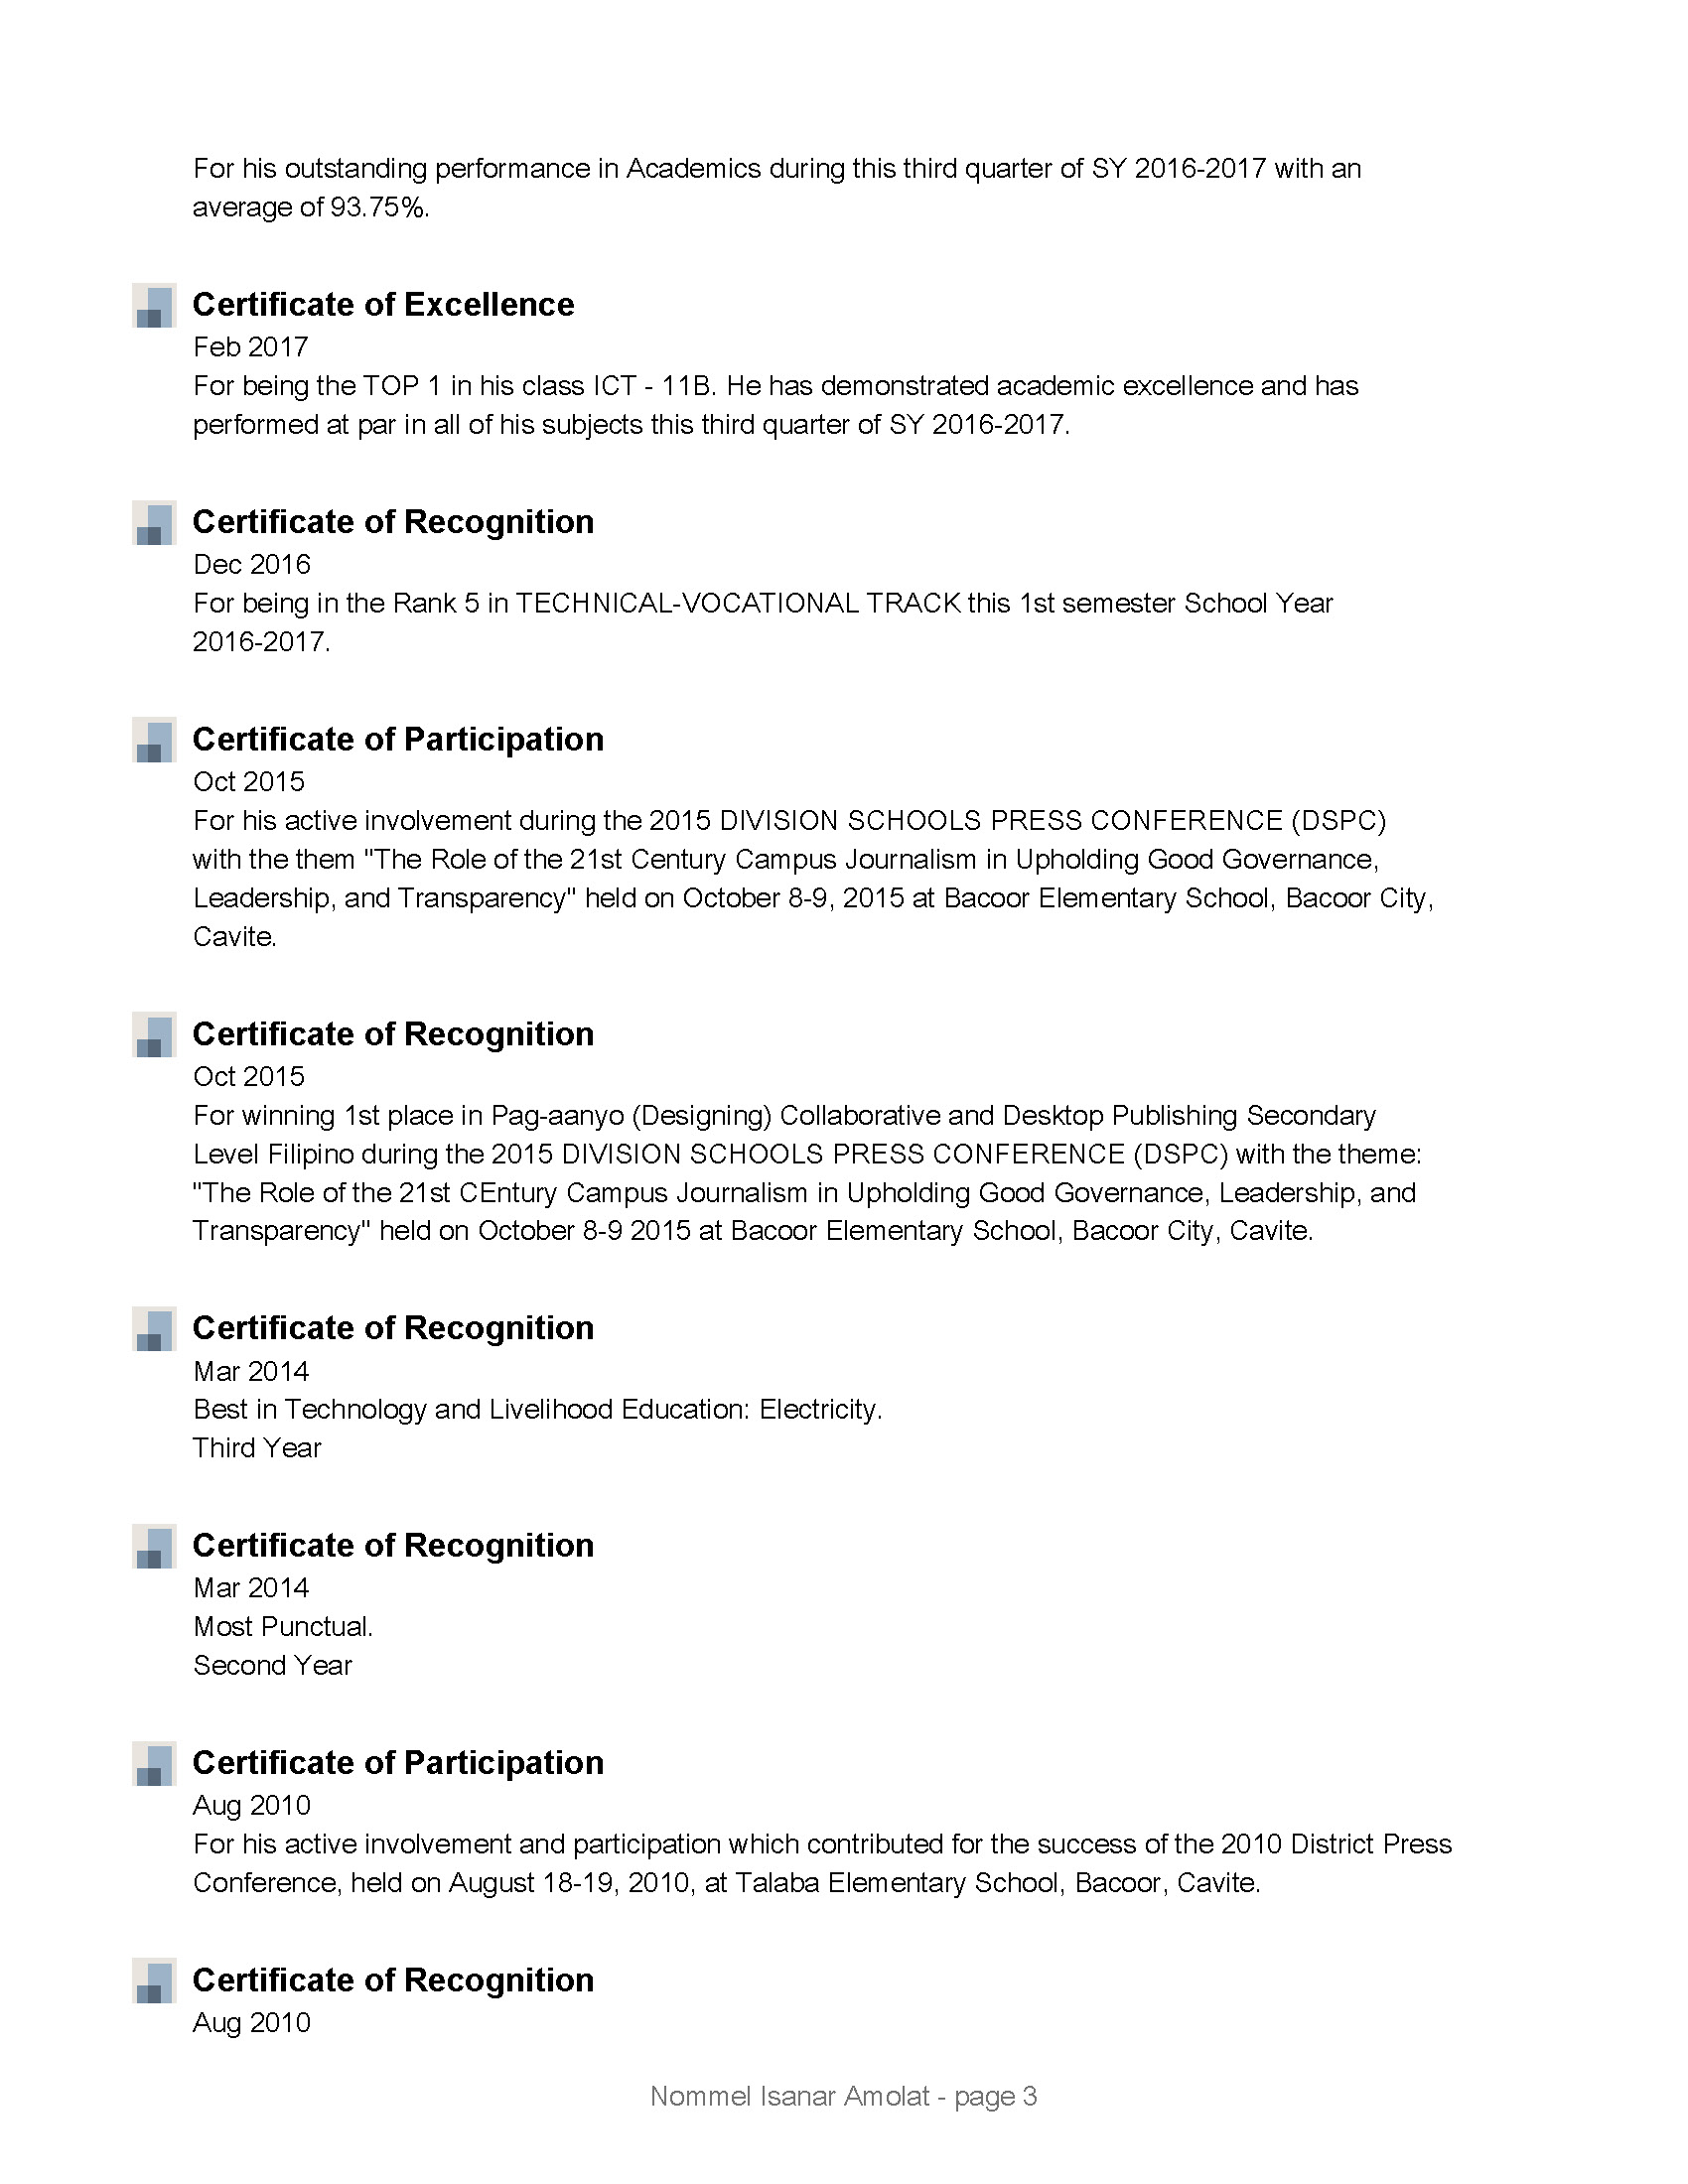 For his outstanding performance in Academics during this third quarter of SY 2016-2017 with an
average of 93.75%.
Certificate of Excellence
Feb 2017
For being the TOP 1 in his class ICT - 11B. He has demonstrated academic excellence and has
performed at par in all of his subjects this third quarter of SY 2016-2017.
Certificate of Recognition
Dec 2016
For being in the Rank 5 in TECHNICAL-VOCATIONAL TRACK this 1st semester School Year
2016-2017.
Certificate of Participation
Oct 2015
For his active involvement during the 2015 DIVISION SCHOOLS PRESS CONFERENCE (DSPC)
with the them "The Role of the 21st Century Campus Journalism in Upholding Good Governance,
Leadership, and Transparency" held on October 8-9, 2015 at Bacoor Elementary School, Bacoor City,
Cavite.
Certificate of Recognition
Oct 2015
For winning 1st place in Pag-aanyo (Designing) Collaborative and Desktop Publishing Secondary
Level Filipino during the 2015 DIVISION SCHOOLS PRESS CONFERENCE (DSPC) with the theme:
"The Role of the 21st CEntury Campus Journalism in Upholding Good Governance, Leadership, and
Transparency" held on October 8-9 2015 at Bacoor Elementary School, Bacoor City, Cavite.
Certificate of Recognition
Mar 2014
Best in Technology and Livelihood Education: Electricity.
Third Year
Certificate of Recognition
Mar 2014
Most Punctual.
Second Year
Certificate of Participation
Aug 2010
For his active involvement and participation which contributed for the success of the 2010 District Press
Conference, held on August 18-19, 2010, at Talaba Elementary School, Bacoor, Cavite.
Certificate of Recognition
Aug 2010
Nommel Isanar Amolat - page 3